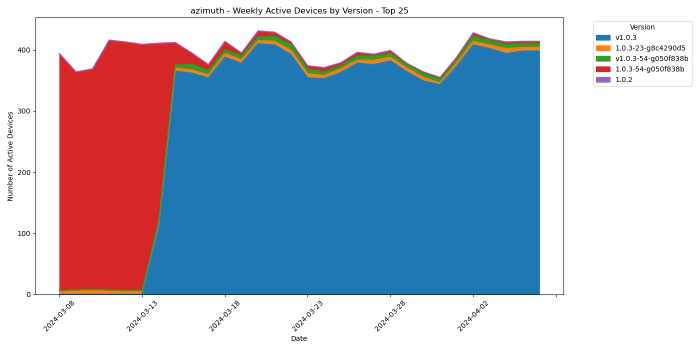 azimuth - Weekly Active Devices by Version - Top 25
Number of Active Devices
400
300
200
100
0
2024-03-08
2024-03-13
2024-03-18
2024-03-23
2024-03-28
2024-04-02
Date
Version
v1.0.3
1.0.3-23-g8c4290d5
v1.0.3-54-g050f838b
1.0.3-54-g050f838b
1.0.2